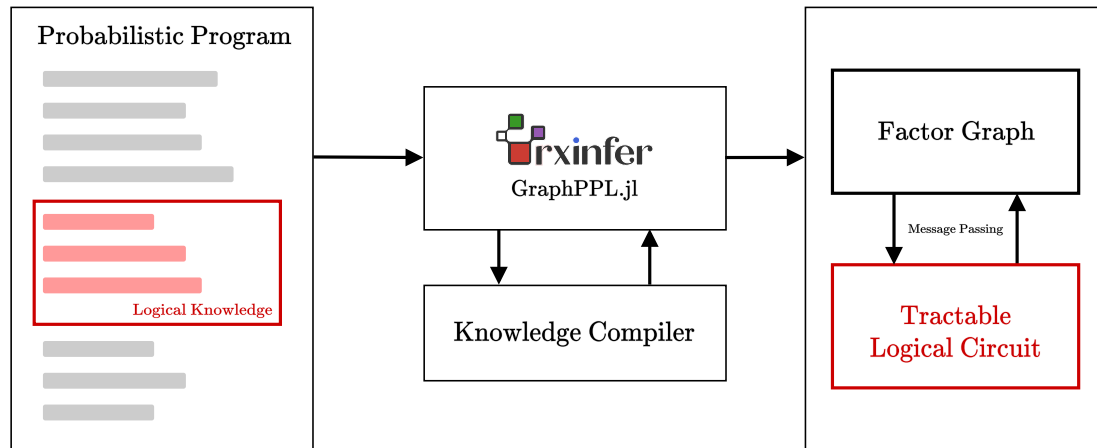 Probabilistic Program
Logical Knowledge
rxinfer
GraphPPL.jl
Knowledge Compiler
Factor Graph
Message Passing
Tractable
Logical Circuit